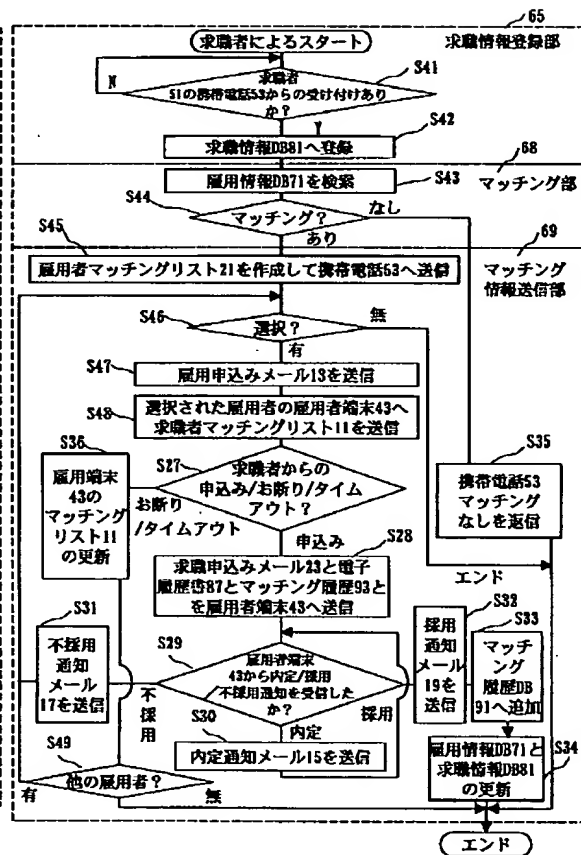 65
求職者によるスタート
求職情報登録部
S41
求職者
N
51の携帯電話53からの受け付けあり
か？
Y
S42
求職情報DB81へ登録
68
雇用情報DB71を検索
S43
マッチング部
S44
マッチング？
なし
あり
69
S45
雇用者マッチングリスト21を作成して携帯電話53へ送信
マッチング
情報送信部
S46
選択？
無
有
S47
雇用申込みメール13を送信
S48
選択された雇用者の雇用者端末43へ
求職者マッチングリスト11を送信
S36
雇用端末
43の
マッチング
リスト11
の更新
S27
求職者からの
申込み/お断り/タイム
アウト？
お断り
/タイムアウト
S35
携帯電話53
マッチング
なしを返信
申込み
S28
求職申込みメール23と電子
履歴書87とマッチング履歴93と
を雇用者端末43へ送信
エンド
S31
不採用
通知
メール
17を送信
S29
雇用者端末
43から内定/採用
/不採用通知を受信したか？
不採用
採用
S32
採用
通知
メール
19を送信
S33
マッチ
ング
履歴DB
91へ追加
S30
内定
内定通知メール15を送信
S34
雇用情報DB71と
求職情報DB81
の更新
S49
他の雇用者？
有
無
エンド